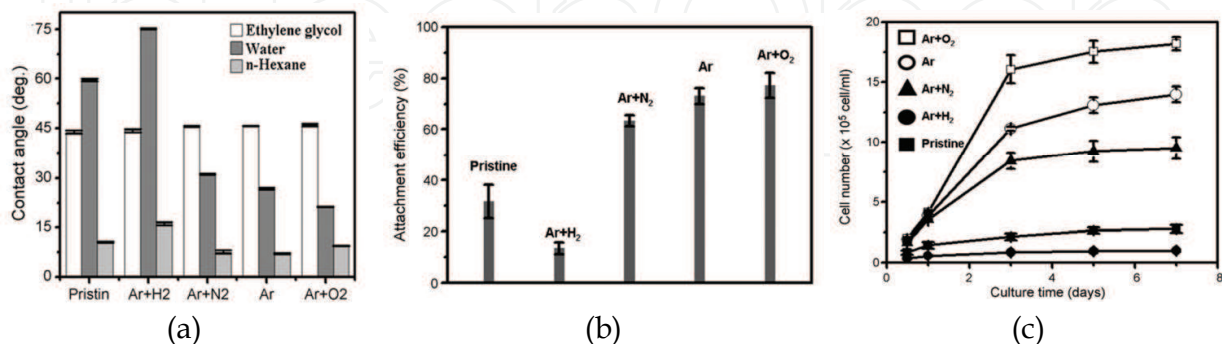 75
60
45
30
15
0
Contact angle (deg.)
Ethylene glycol
Water
n-Hexane
Pristin Ar+H2 Ar+N2 Ar Ar+O2
(a)
100
80
60
40
20
0
Attachment efficiency (%)
Pristine
Ar+H₂
Ar+N₂
Ar
Ar+O₂
(b)
20
15
10
5
0
Cell number (x 10⁵ cell/ml)
Ar+O₂
Ar
Ar+N₂
Ar+H₂
Pristine
0 2 4 6 8
Culture time (days)
(c)